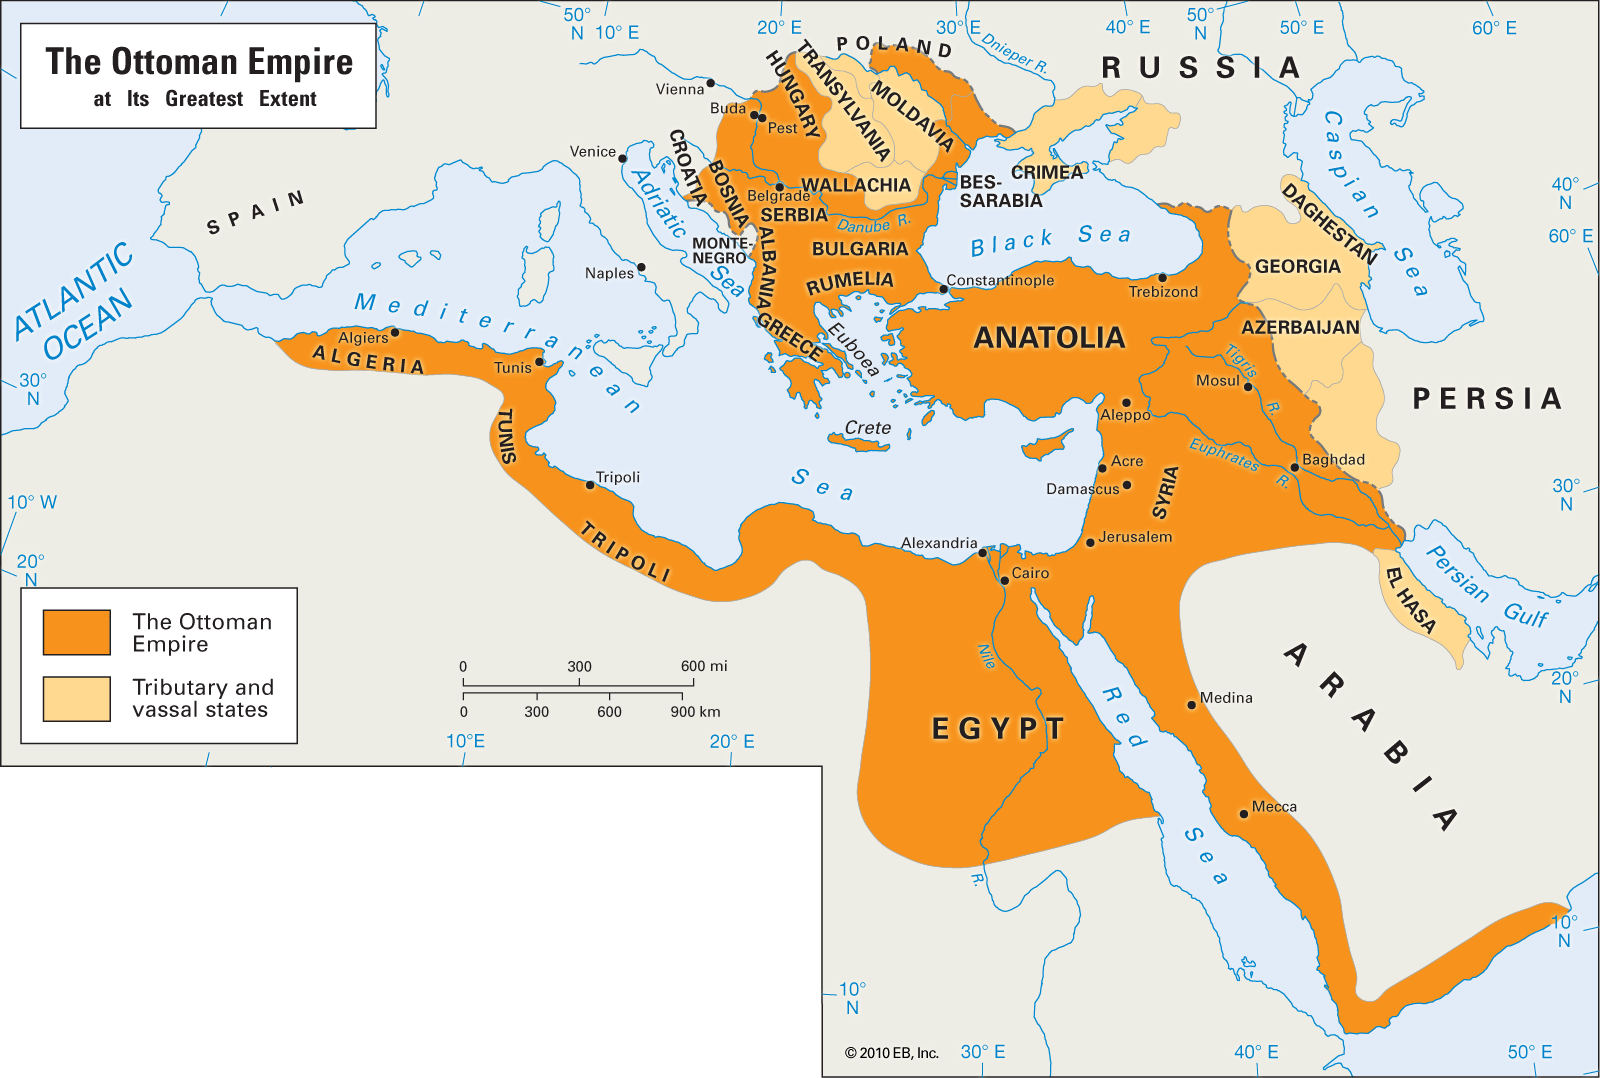 The Ottoman Empire
at Its Greatest Extent
50°
N
10° E
20° E
30° E
40° E
50°
N
50° E
60° E
POLAND
Dnieper R.
RUSSIA
Vienna
Buda
Pest
HUNGARY
TRANSYLVANIA
MOLDAVIA
Venice
CROATIA
BOSNIA
Belgrade
WALLACHIA
SERBIA
BES-
SARABIA
CRIMEA
Caspian Sea
DAGHESTAN
40°
N
60° E
SPAIN
Adriatic Sea
MONTE-
NEGRO
ALBANIA
Danube R.
BULGARIA
RUMELIA
Black Sea
GEORGIA
ATLANTIC
OCEAN
Naples
Constantinople
Trebizond
Mediterranean Sea
GREECE
Euboea
ANATOLIA
AZERBAIJAN
Algiers
ALGERIA
Tunis
TUNIS
Tigris R.
Mosul
PERSIA
30°
N
Aleppo
Crete
Euphrates R.
Baghdad
Acre
Damascus
SYRIA
Tripoli
TRIPOLI
30°
N
10° W
20°
N
Alexandria
Jerusalem
Cairo
Persian Gulf
EL HASA
The Ottoman
Empire
Tributary and
vassal states
0 300 600 mi
0 300 600 900 km
Nile R.
Red Sea
Medina
ARABIA
20°
N
EGYPT
10°E
20° E
Mecca
10°
N
10°
N
© 2010 EB, Inc.
30° E
40° E
50° E